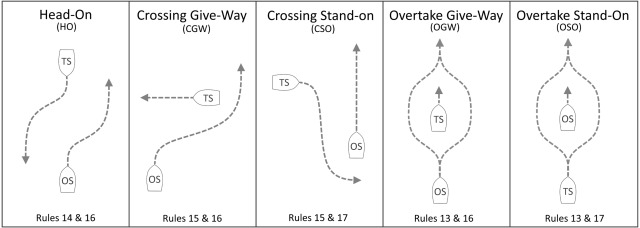 Head-On
(HO)
TS
OS
Rules 14 & 16
Crossing Give-Way
(CGW)
TS
OS
Rules 15 & 16
Crossing Stand-on
(CSO)
TS
OS
Rules 15 & 17
Overtake Give-Way
(OGW)
TS
OS
Rules 13 & 16
Overtake Stand-On
(OSO)
OS
TS
Rules 13 & 17